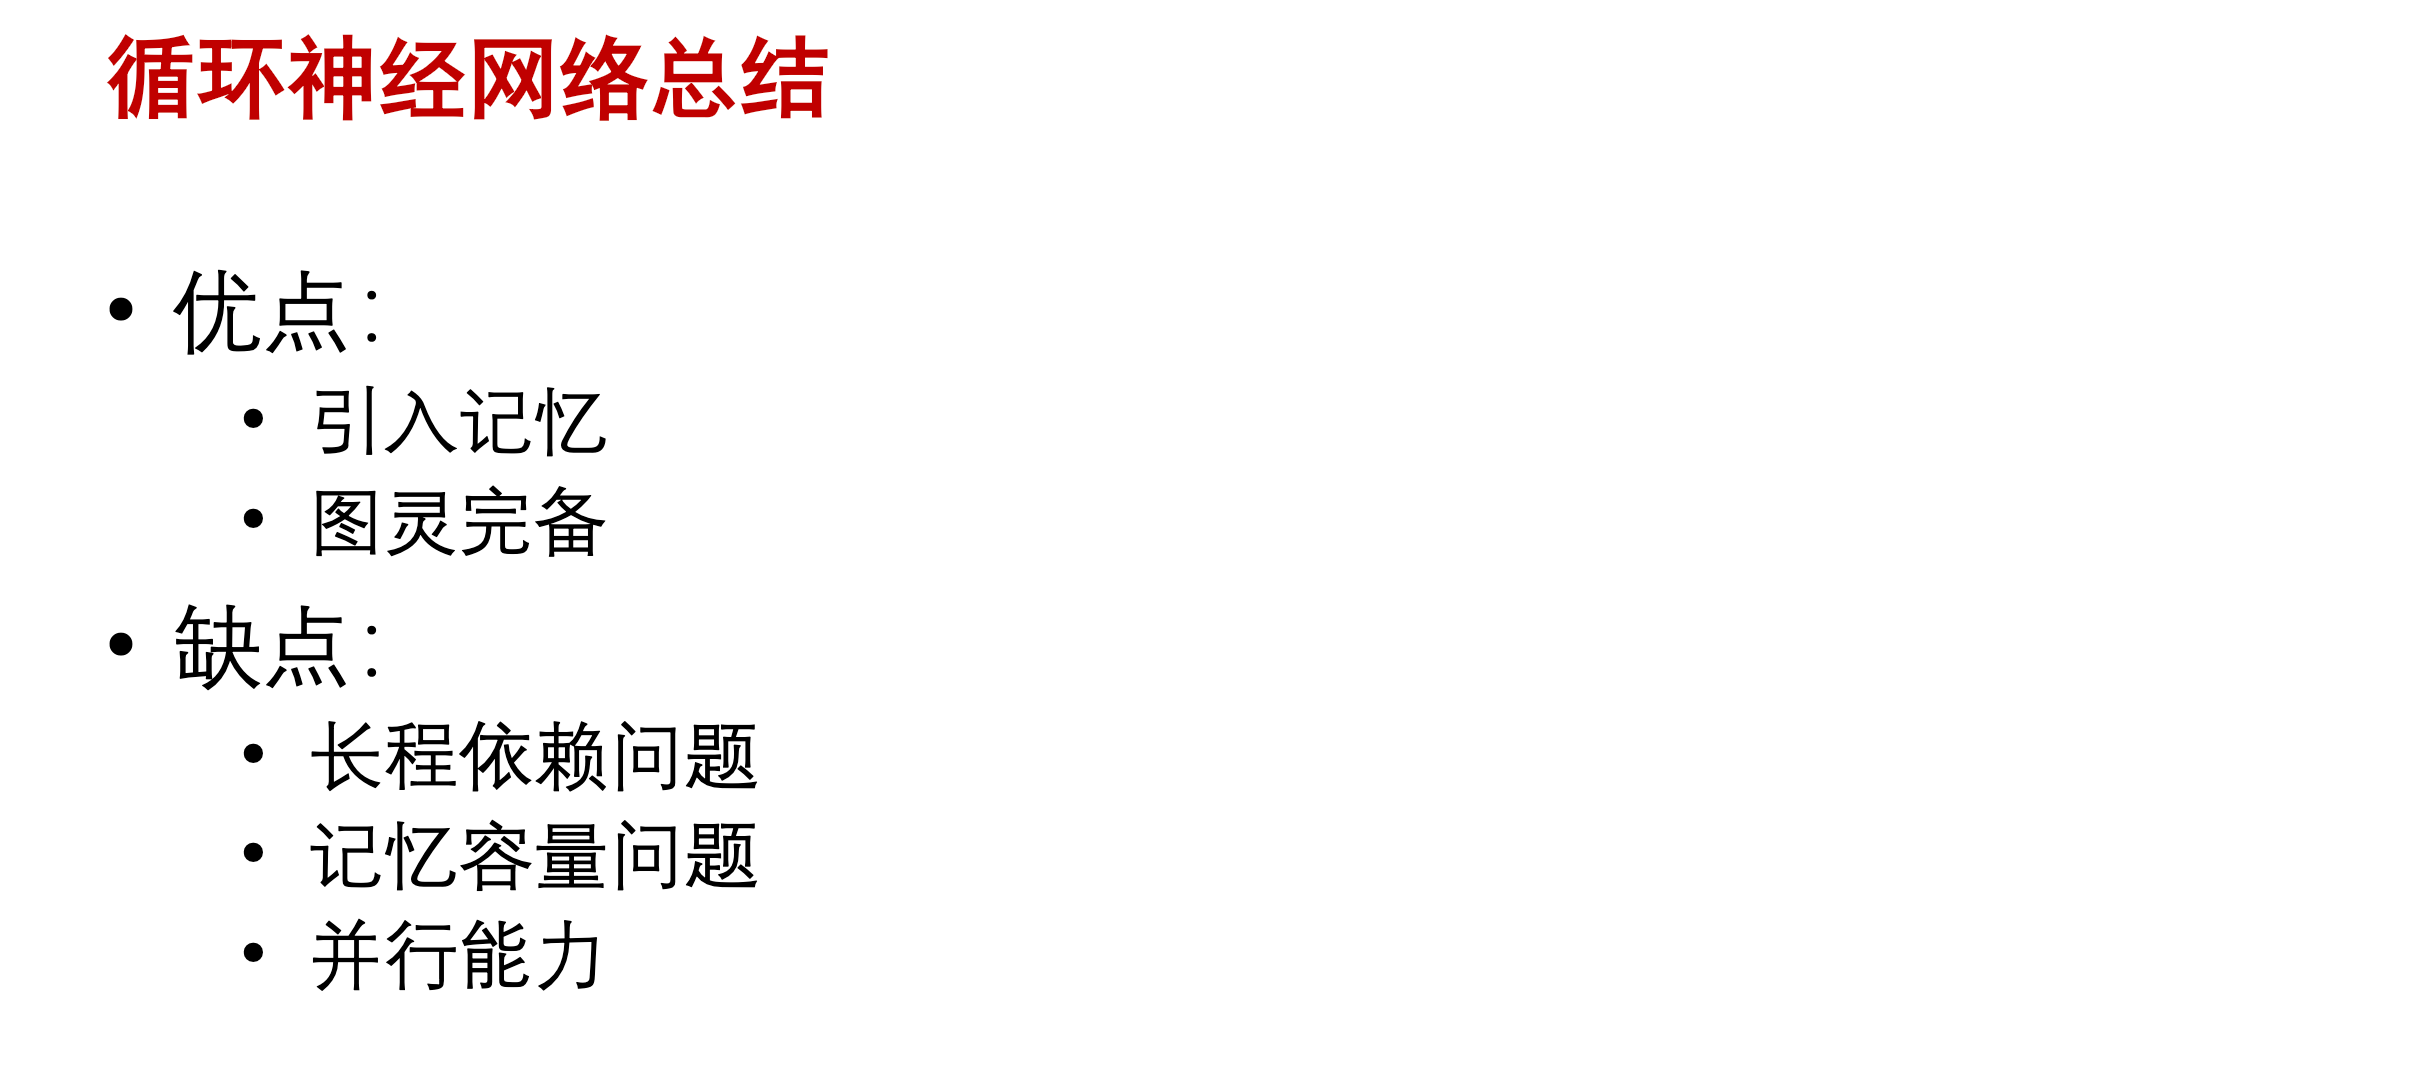 循环神经网络总结
• 优点：
• 引入记忆
• 图灵完备
• 缺点：
• 长程依赖问题
• 记忆容量问题
• 并行能力